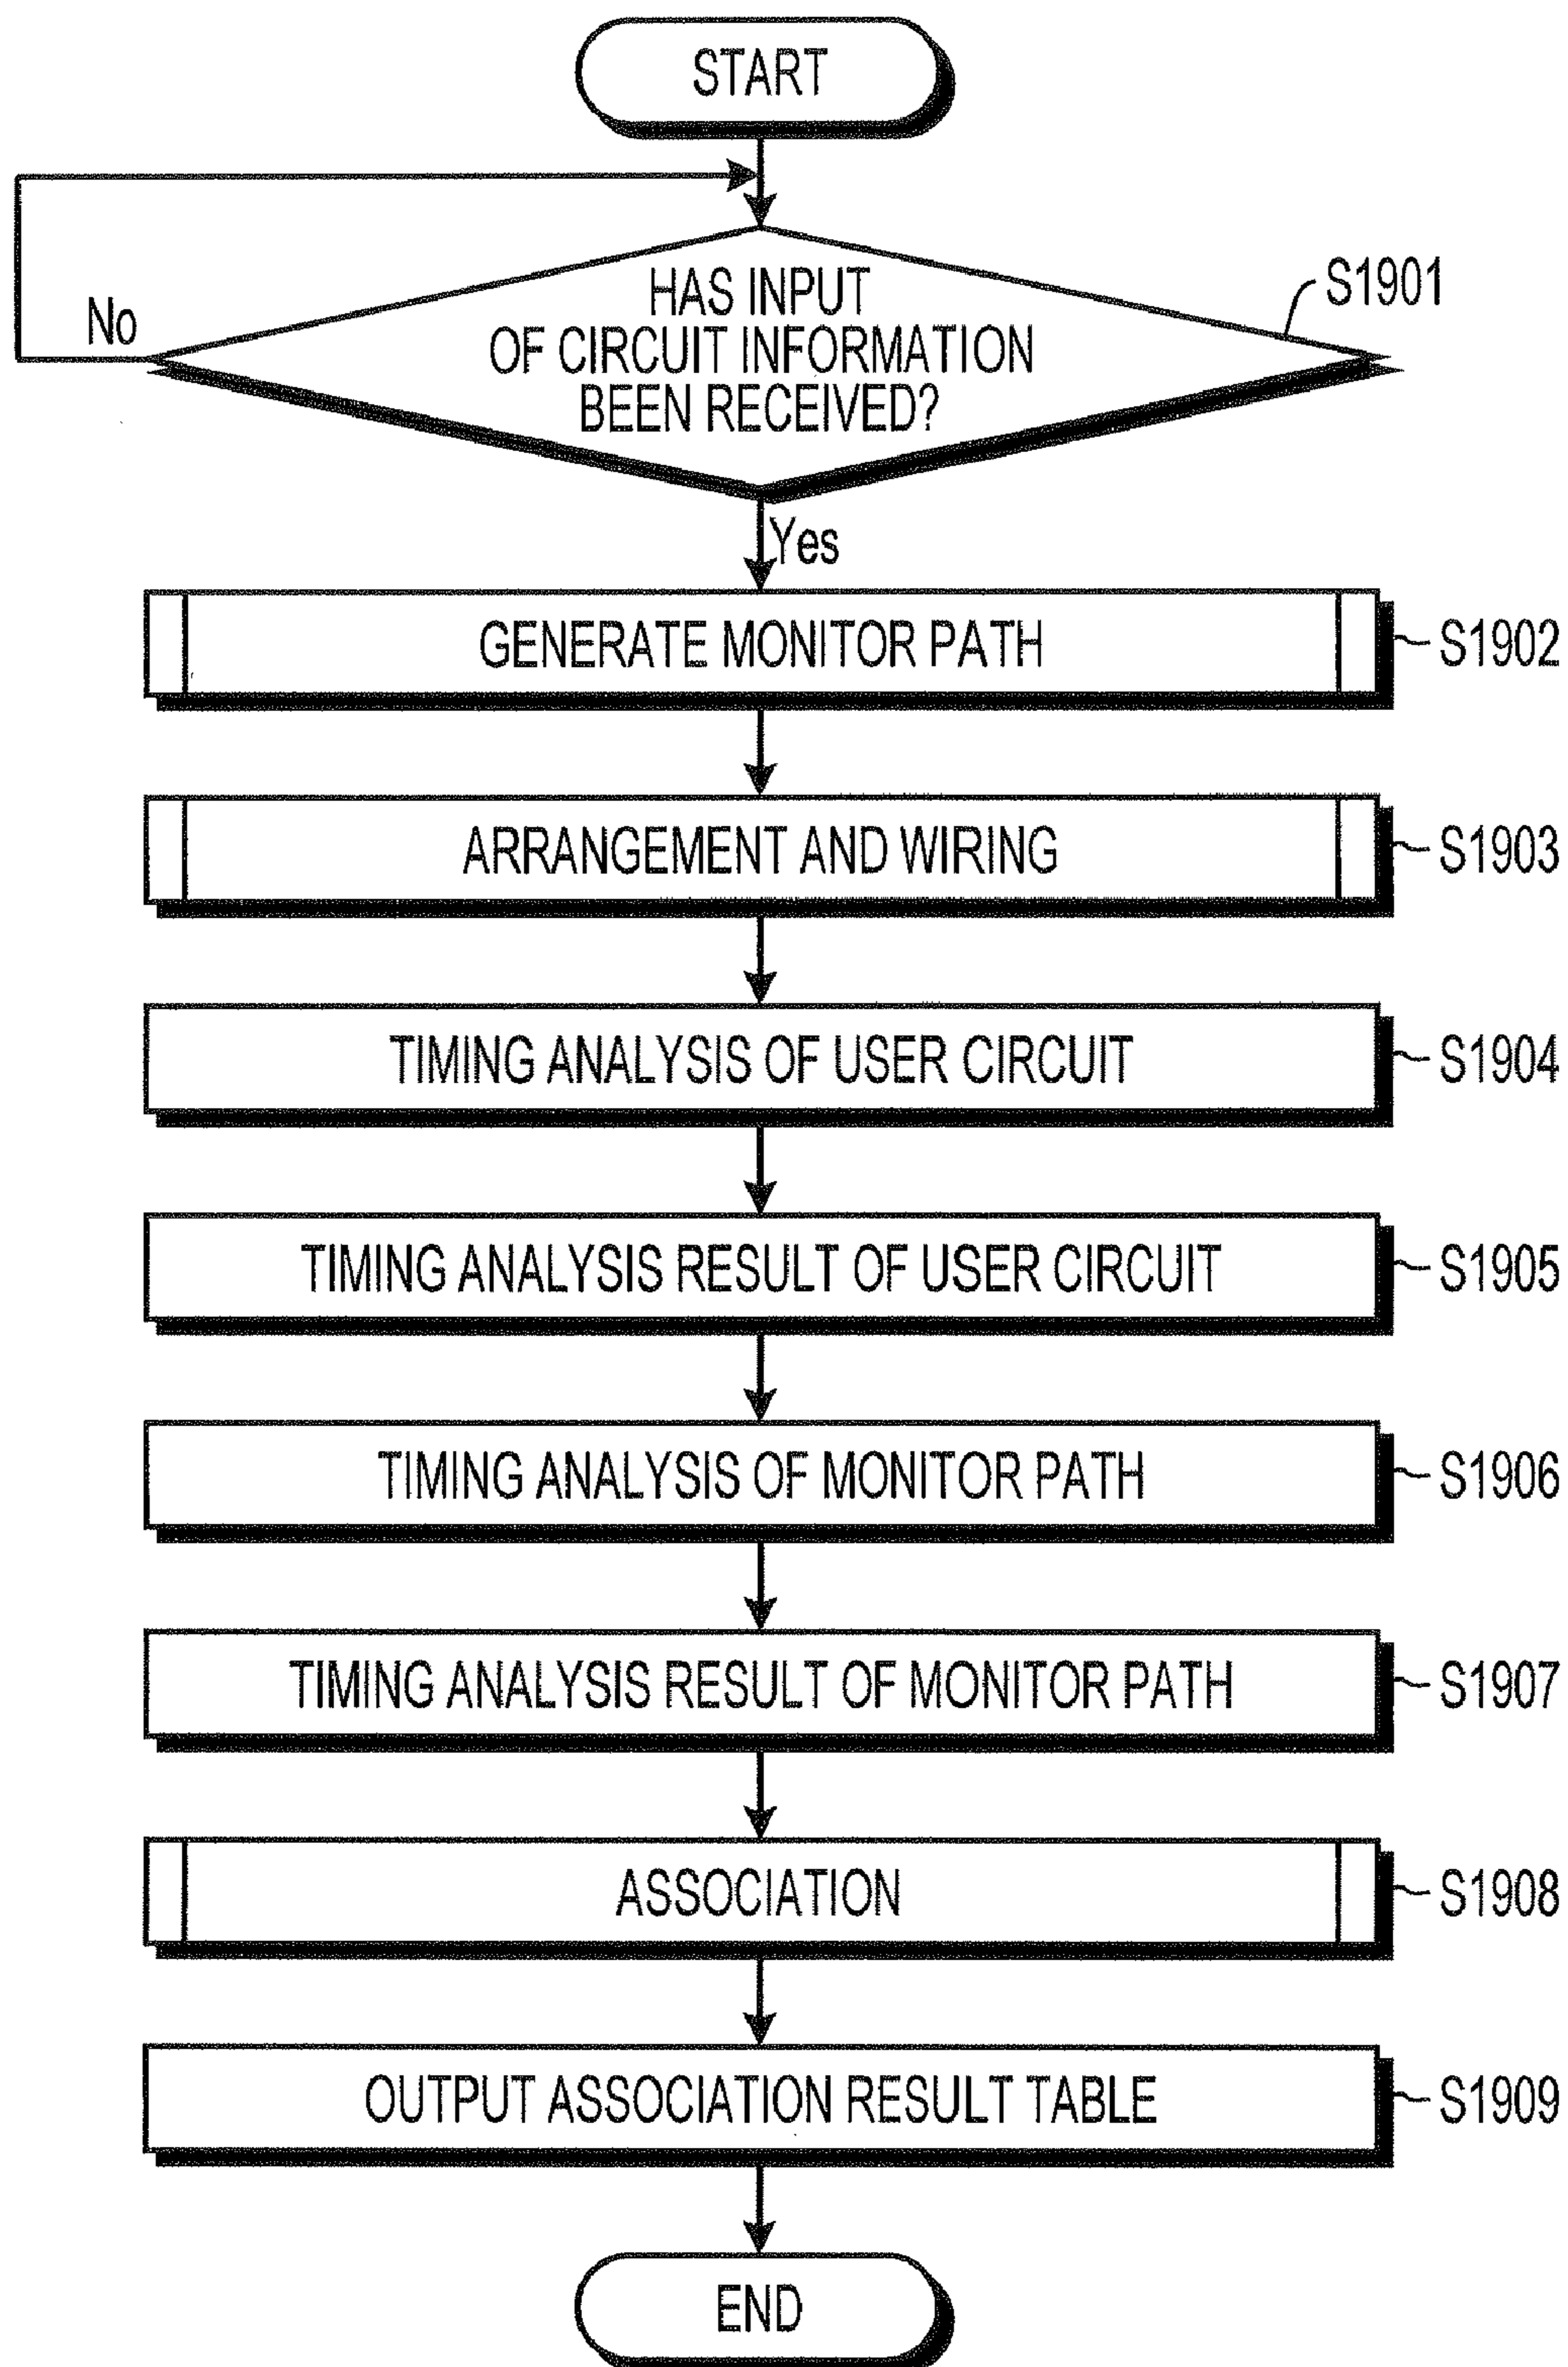 START
HAS INPUT
OF CIRCUIT INFORMATION
BEEN RECEIVED?
S1901
No
Yes
GENERATE MONITOR PATH
S1902
ARRANGEMENT AND WIRING
S1903
TIMING ANALYSIS OF USER CIRCUIT
S1904
TIMING ANALYSIS RESULT OF USER CIRCUIT
S1905
TIMING ANALYSIS OF MONITOR PATH
S1906
TIMING ANALYSIS RESULT OF MONITOR PATH
S1907
ASSOCIATION
S1908
OUTPUT ASSOCIATION RESULT TABLE
S1909
END